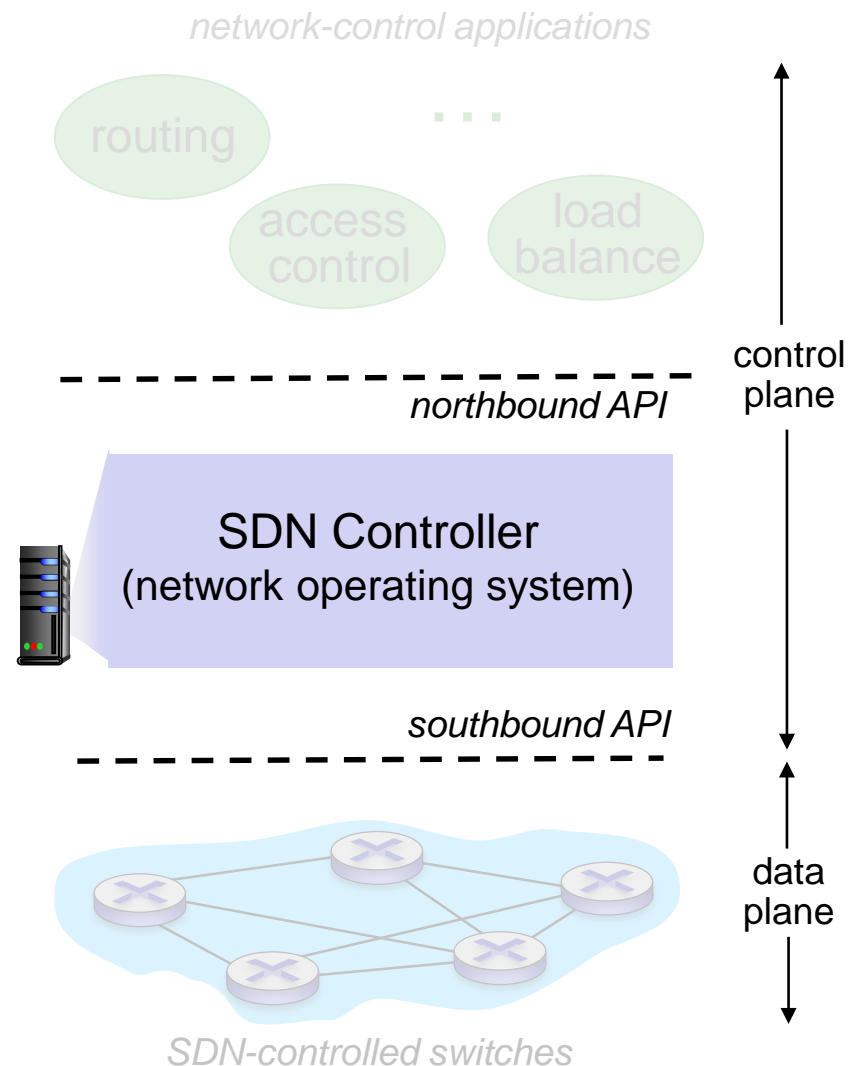 network-control applications
routing
...
access
control
load
balance
control
plane
northbound API
SDN Controller
(network operating system)
southbound API
data
plane
SDN-controlled switches